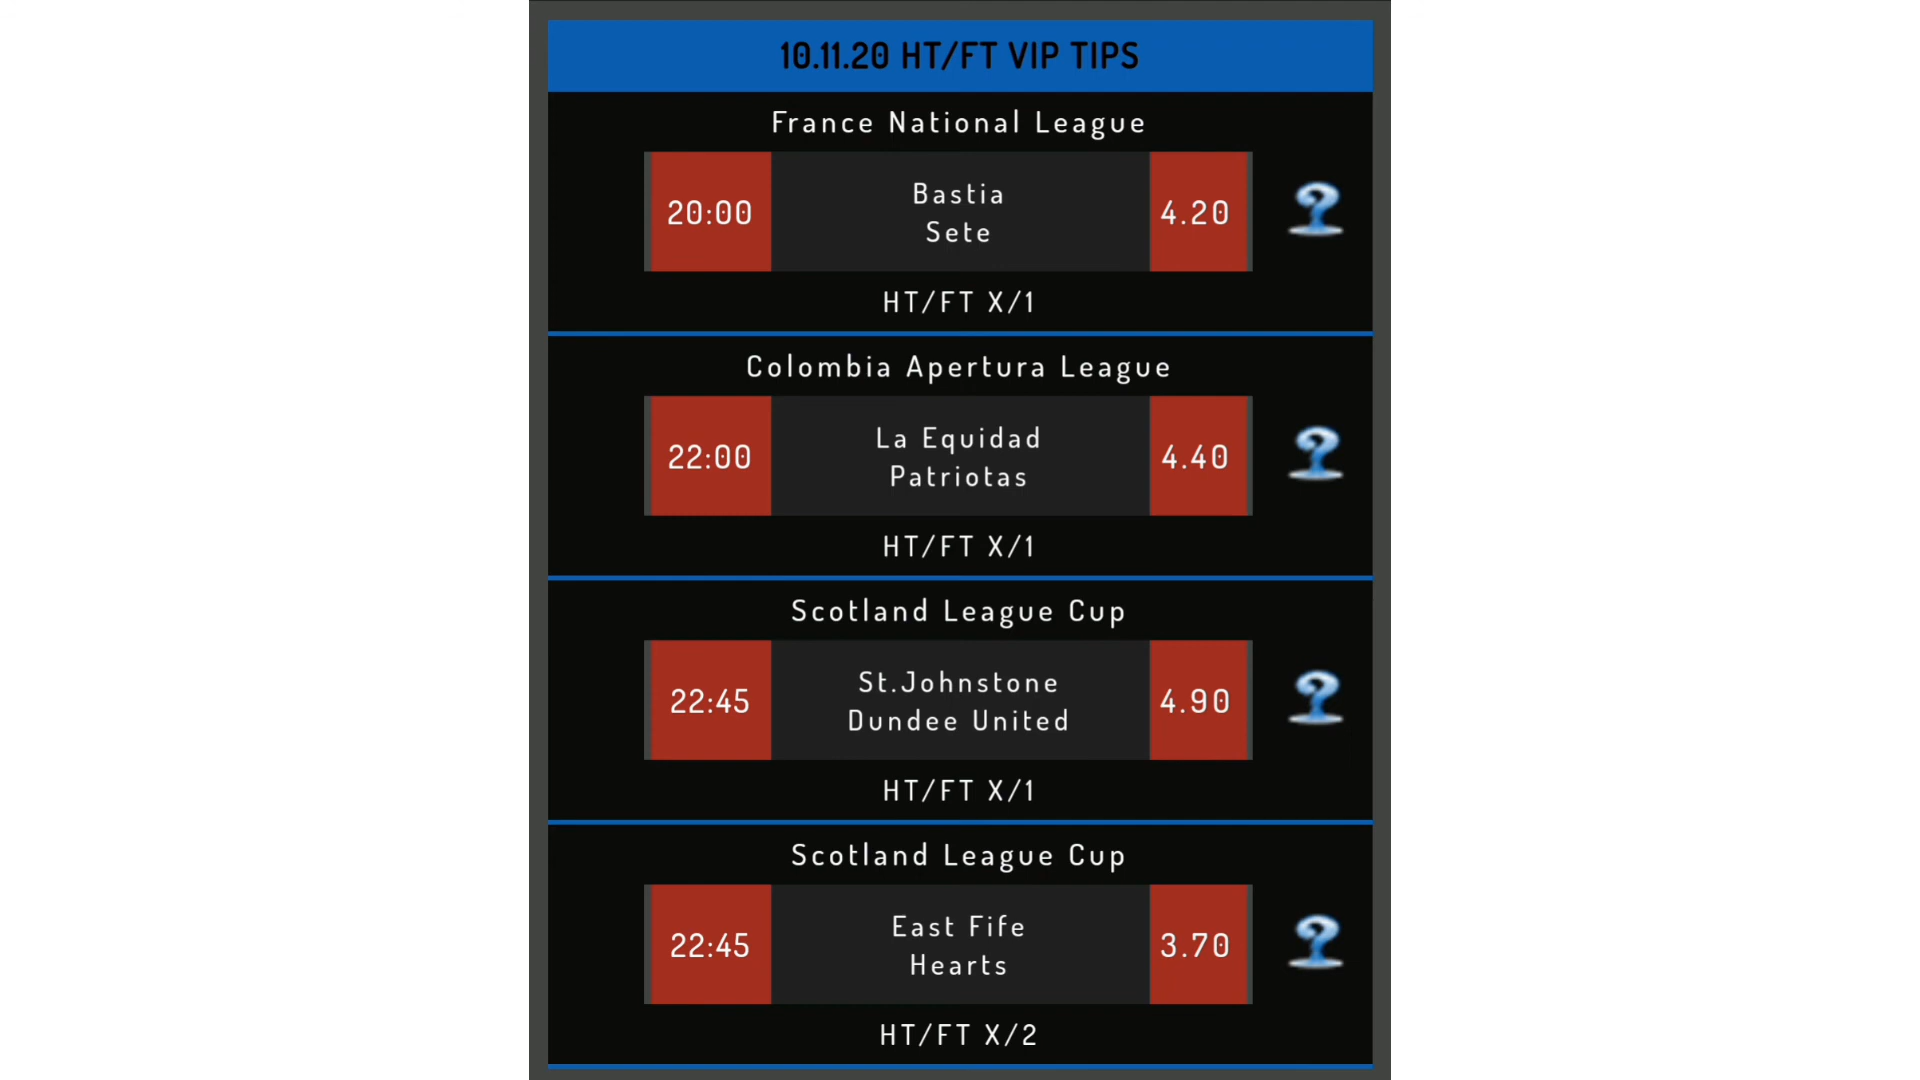 10.11.20 HT/FT VIP TIPS
France National League
20:00
Bastia
Sete
4.20
HT/FT X/1
Colombia Apertura League
22:00
La Equidad
Patriotas
4.40
HT/FT X/1
Scotland League Cup
22:45
St.Johnstone
Dundee United
4.90
HT/FT X/1
Scotland League Cup
22:45
East Fife
Hearts
3.70
HT/FT X/2